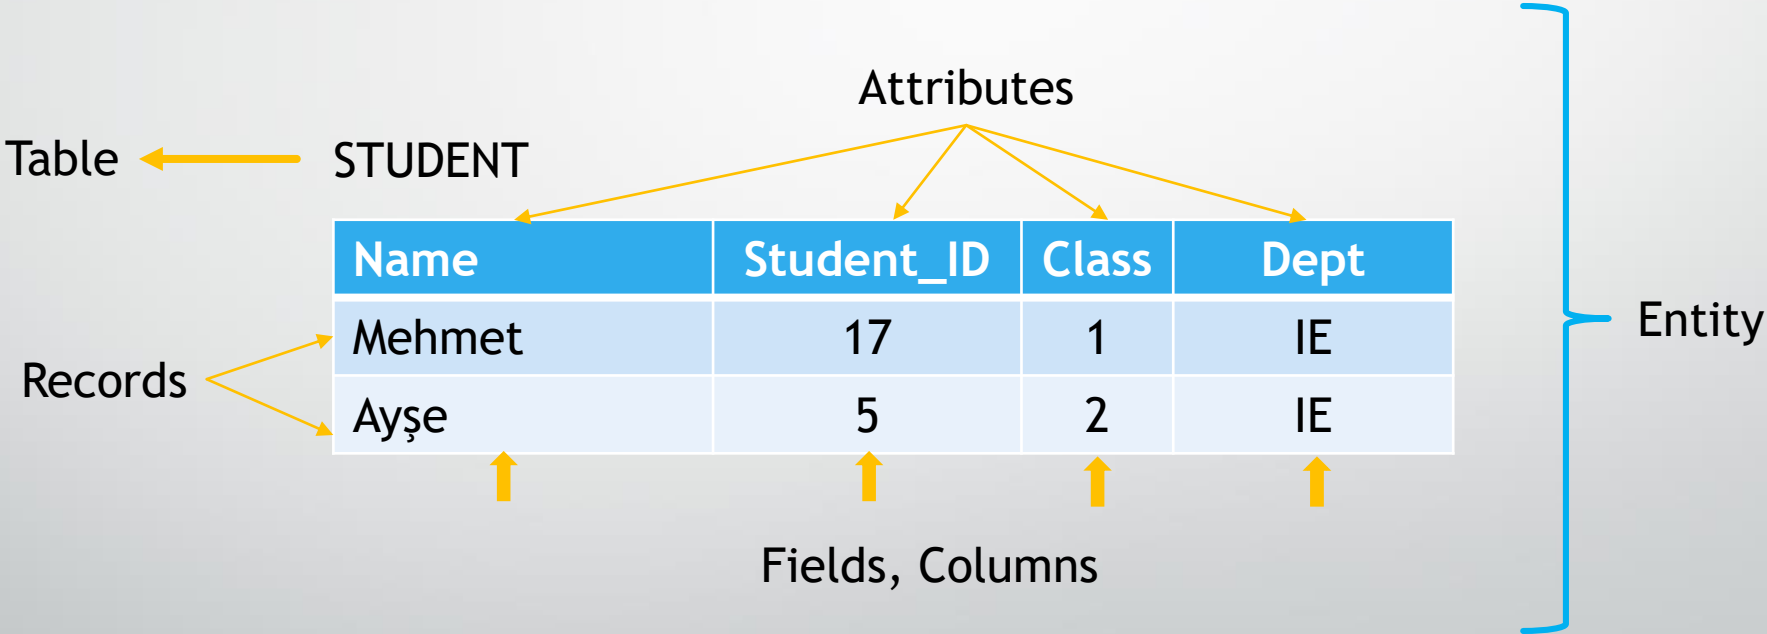 Attributes
Table
STUDENT
Name Student_ID Class Dept
Mehmet 17 1 IE
Ayşe 5 2 IE
Records
Entity
Fields, Columns